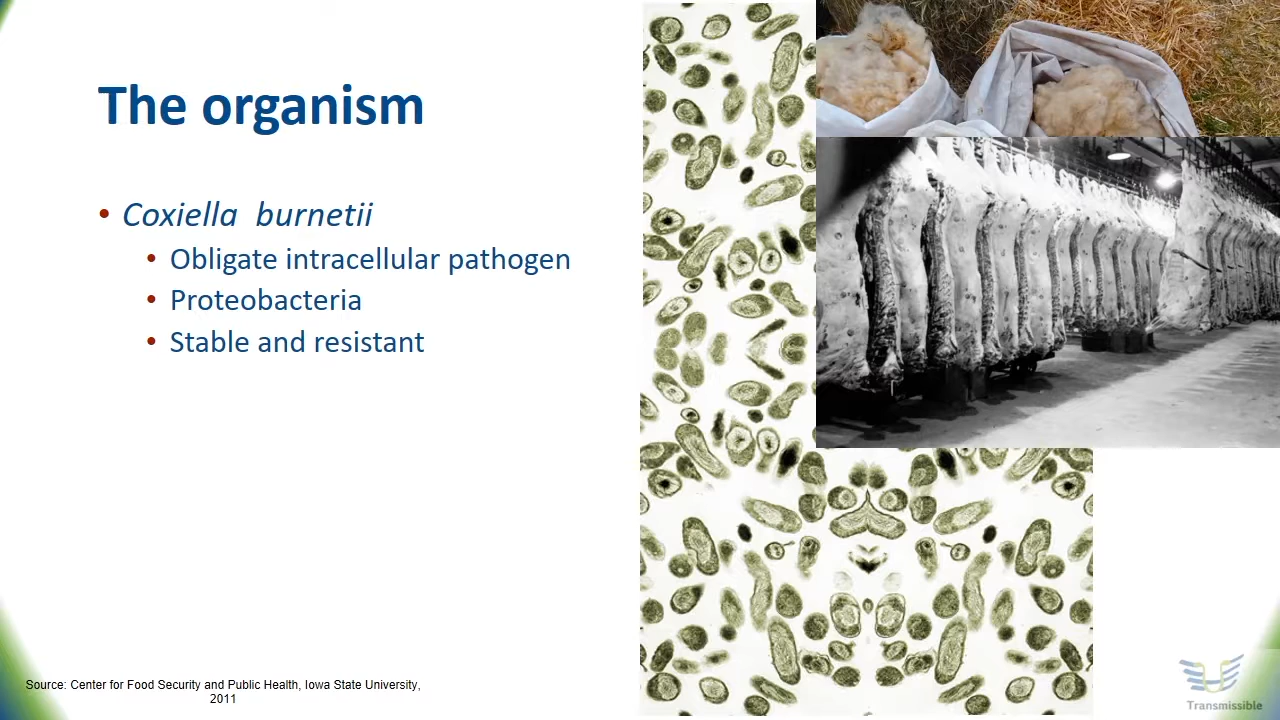 The organism
• Coxiella burnetii
• Obligate intracellular pathogen
• Proteobacteria
• Stable and resistant
Source: Center for Food Security and Public Health, Iowa State University,
2011
Transmissible